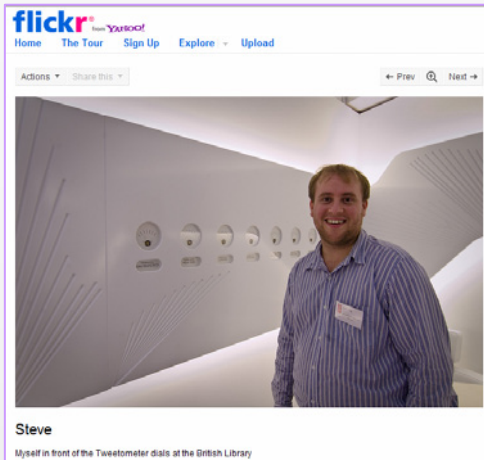 flickr from YAHOO!
Home The Tour Sign Up Explore Upload
Actions Share this ← Prev Next →
Steve
Myself in front of the Tweetometer dials at the British Library